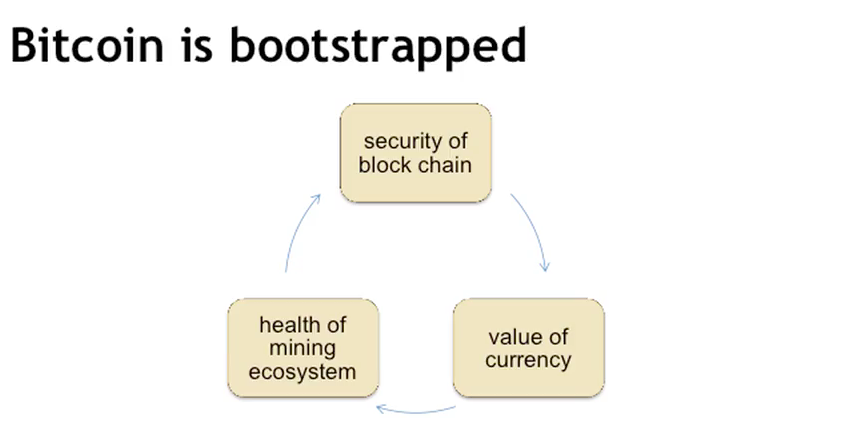 Bitcoin is bootstrapped
security of
block chain
health of
mining
ecosystem
value of
currency